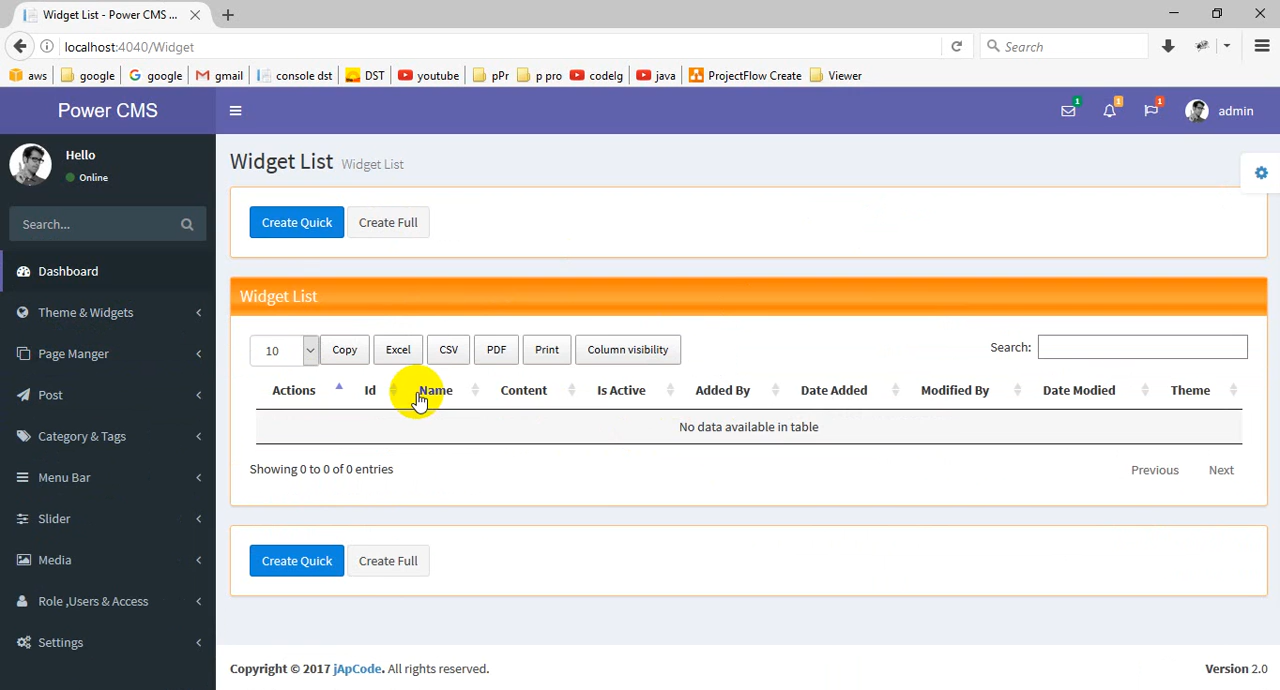 Widget List - Power CMS ...
localhost:4040/Widget
Search
aws google google gmail console dst DST youtube pPr p pro codelg java ProjectFlow Create Viewer
Power CMS
1 1 1 admin
Hello
Online
Search...
Dashboard
Theme & Widgets
Page Manger
Post
Category & Tags
Menu Bar
Slider
Media
Role ,Users & Access
Settings
Widget List Widget List
Create Quick Create Full
Widget List
10 Copy Excel CSV PDF Print Column visibility Search:
Actions Id Name Content Is Active Added By Date Added Modified By Date Modied Theme
No data available in table
Showing 0 to 0 of 0 entries Previous Next
Create Quick Create Full
Copyright © 2017 jApCode. All rights reserved. Version 2.0